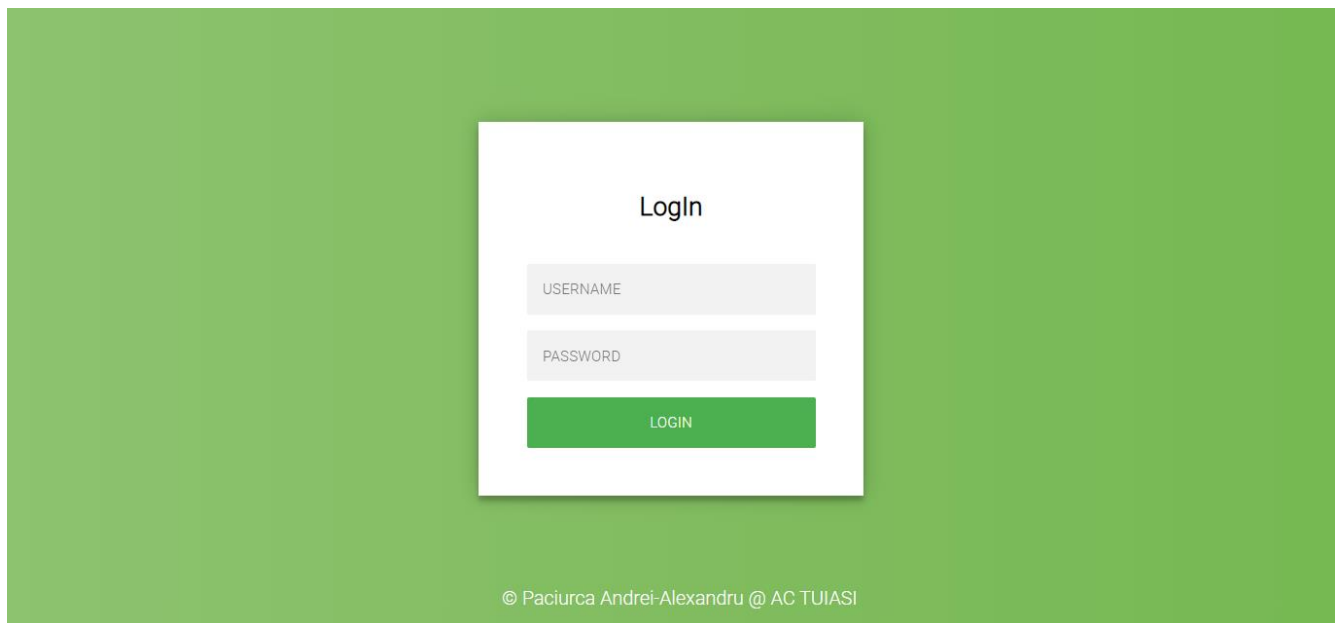 LogIn
USERNAME
PASSWORD
LOGIN
© Paciurca Andrei-Alexandru @ AC TUIASI